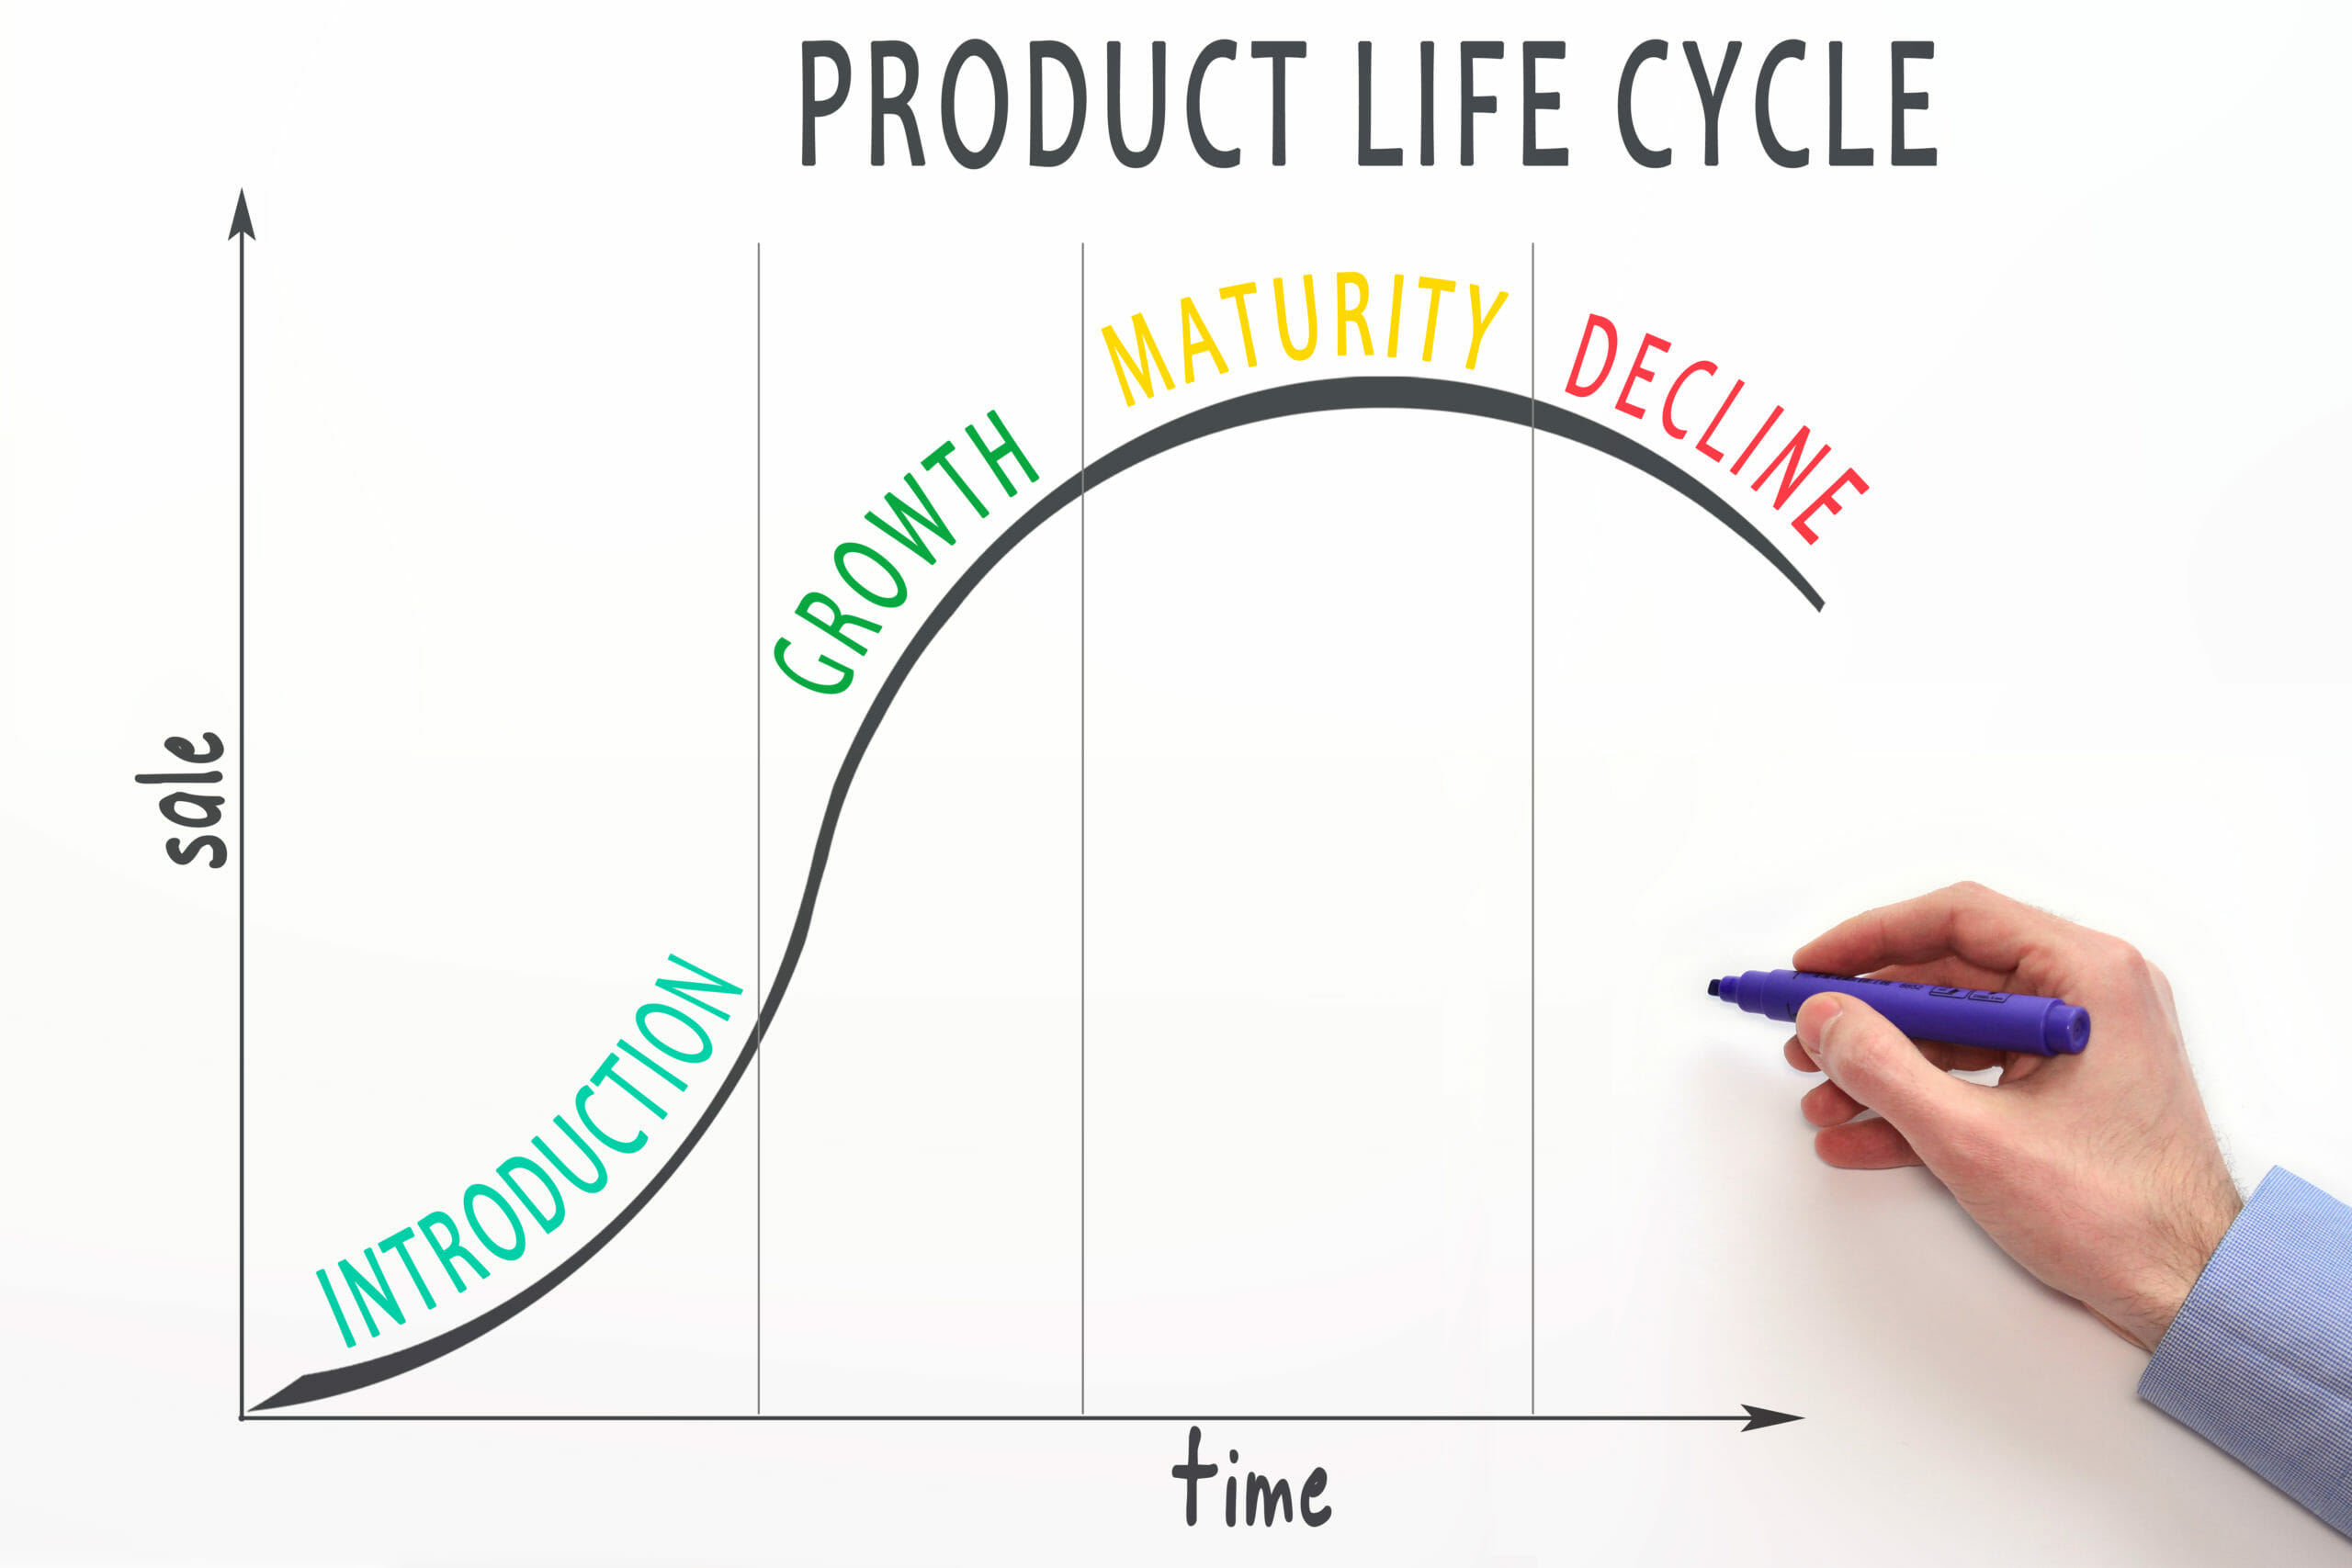 PRODUCT LIFE CYCLE
INTRODUCTION
GROWTH
MATURITY
DECLINE
sale
time